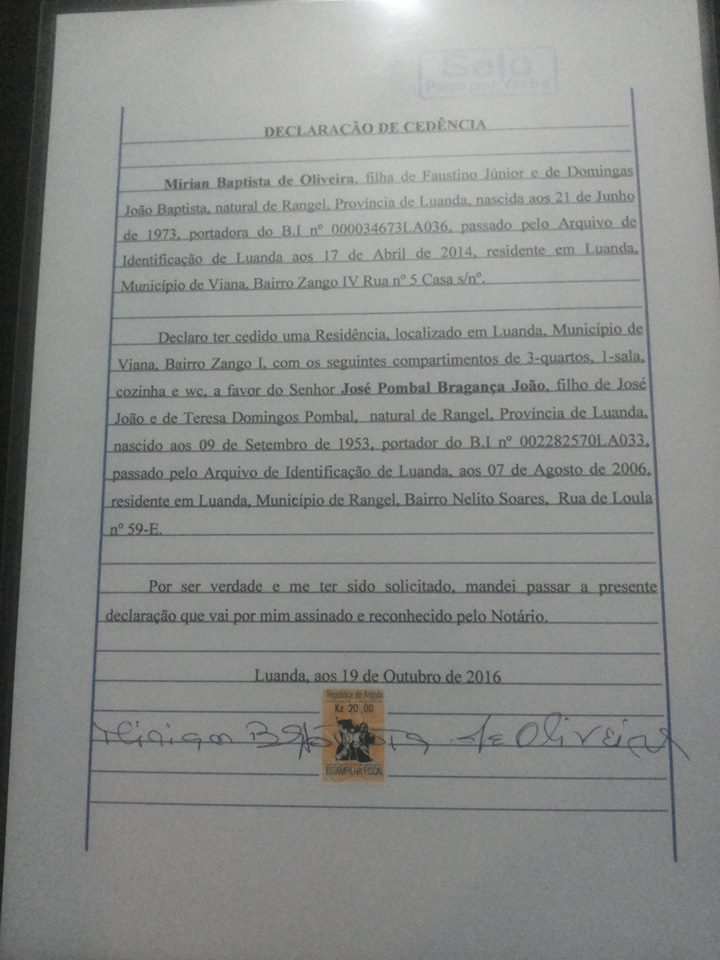 Selo
DECLARAÇÃO DE CEDÊNCIA
Mirian Baptista de Oliveira, filha de Faustino Júnior e de Domingas
João Baptista, natural de Rangel, Província de Luanda, nascida aos 21 de Junho
de 1973, portadora do B.I nº 000034673LA036, passado pelo Arquivo de
Identificação de Luanda aos 17 de Abril de 2014, residente em Luanda,
Município de Viana, Bairro Zango IV Rua nº 5 Casa s/nº.
Declaro ter cedido uma Residência, localizado em Luanda, Município de
Viana, Bairro Zango I, com os seguintes compartimentos de 3-quartos, 1-sala,
cozinha e wc, a favor do Senhor José Pombal Bragança João, filho de José
João e de Teresa Domingos Pombal, natural de Rangel, Província de Luanda,
nascido aos 09 de Setembro de 1953, portador do B.I nº 002282570LA033,
passado pelo Arquivo de Identificação de Luanda, aos 07 de Agosto de 2006,
residente em Luanda, Município de Rangel, Bairro Nelito Soares, Rua de Loula
nº 59-E.
Por ser verdade e me ter sido solicitado, mandei passar a presente
declaração que vai por mim assinado e reconhecido pelo Notário.
Luanda, aos 19 de Outubro de 2016
República de Angola
Kz 20,00
Mirian Baptista de Oliveira
ESTAMPILHA FISCAL